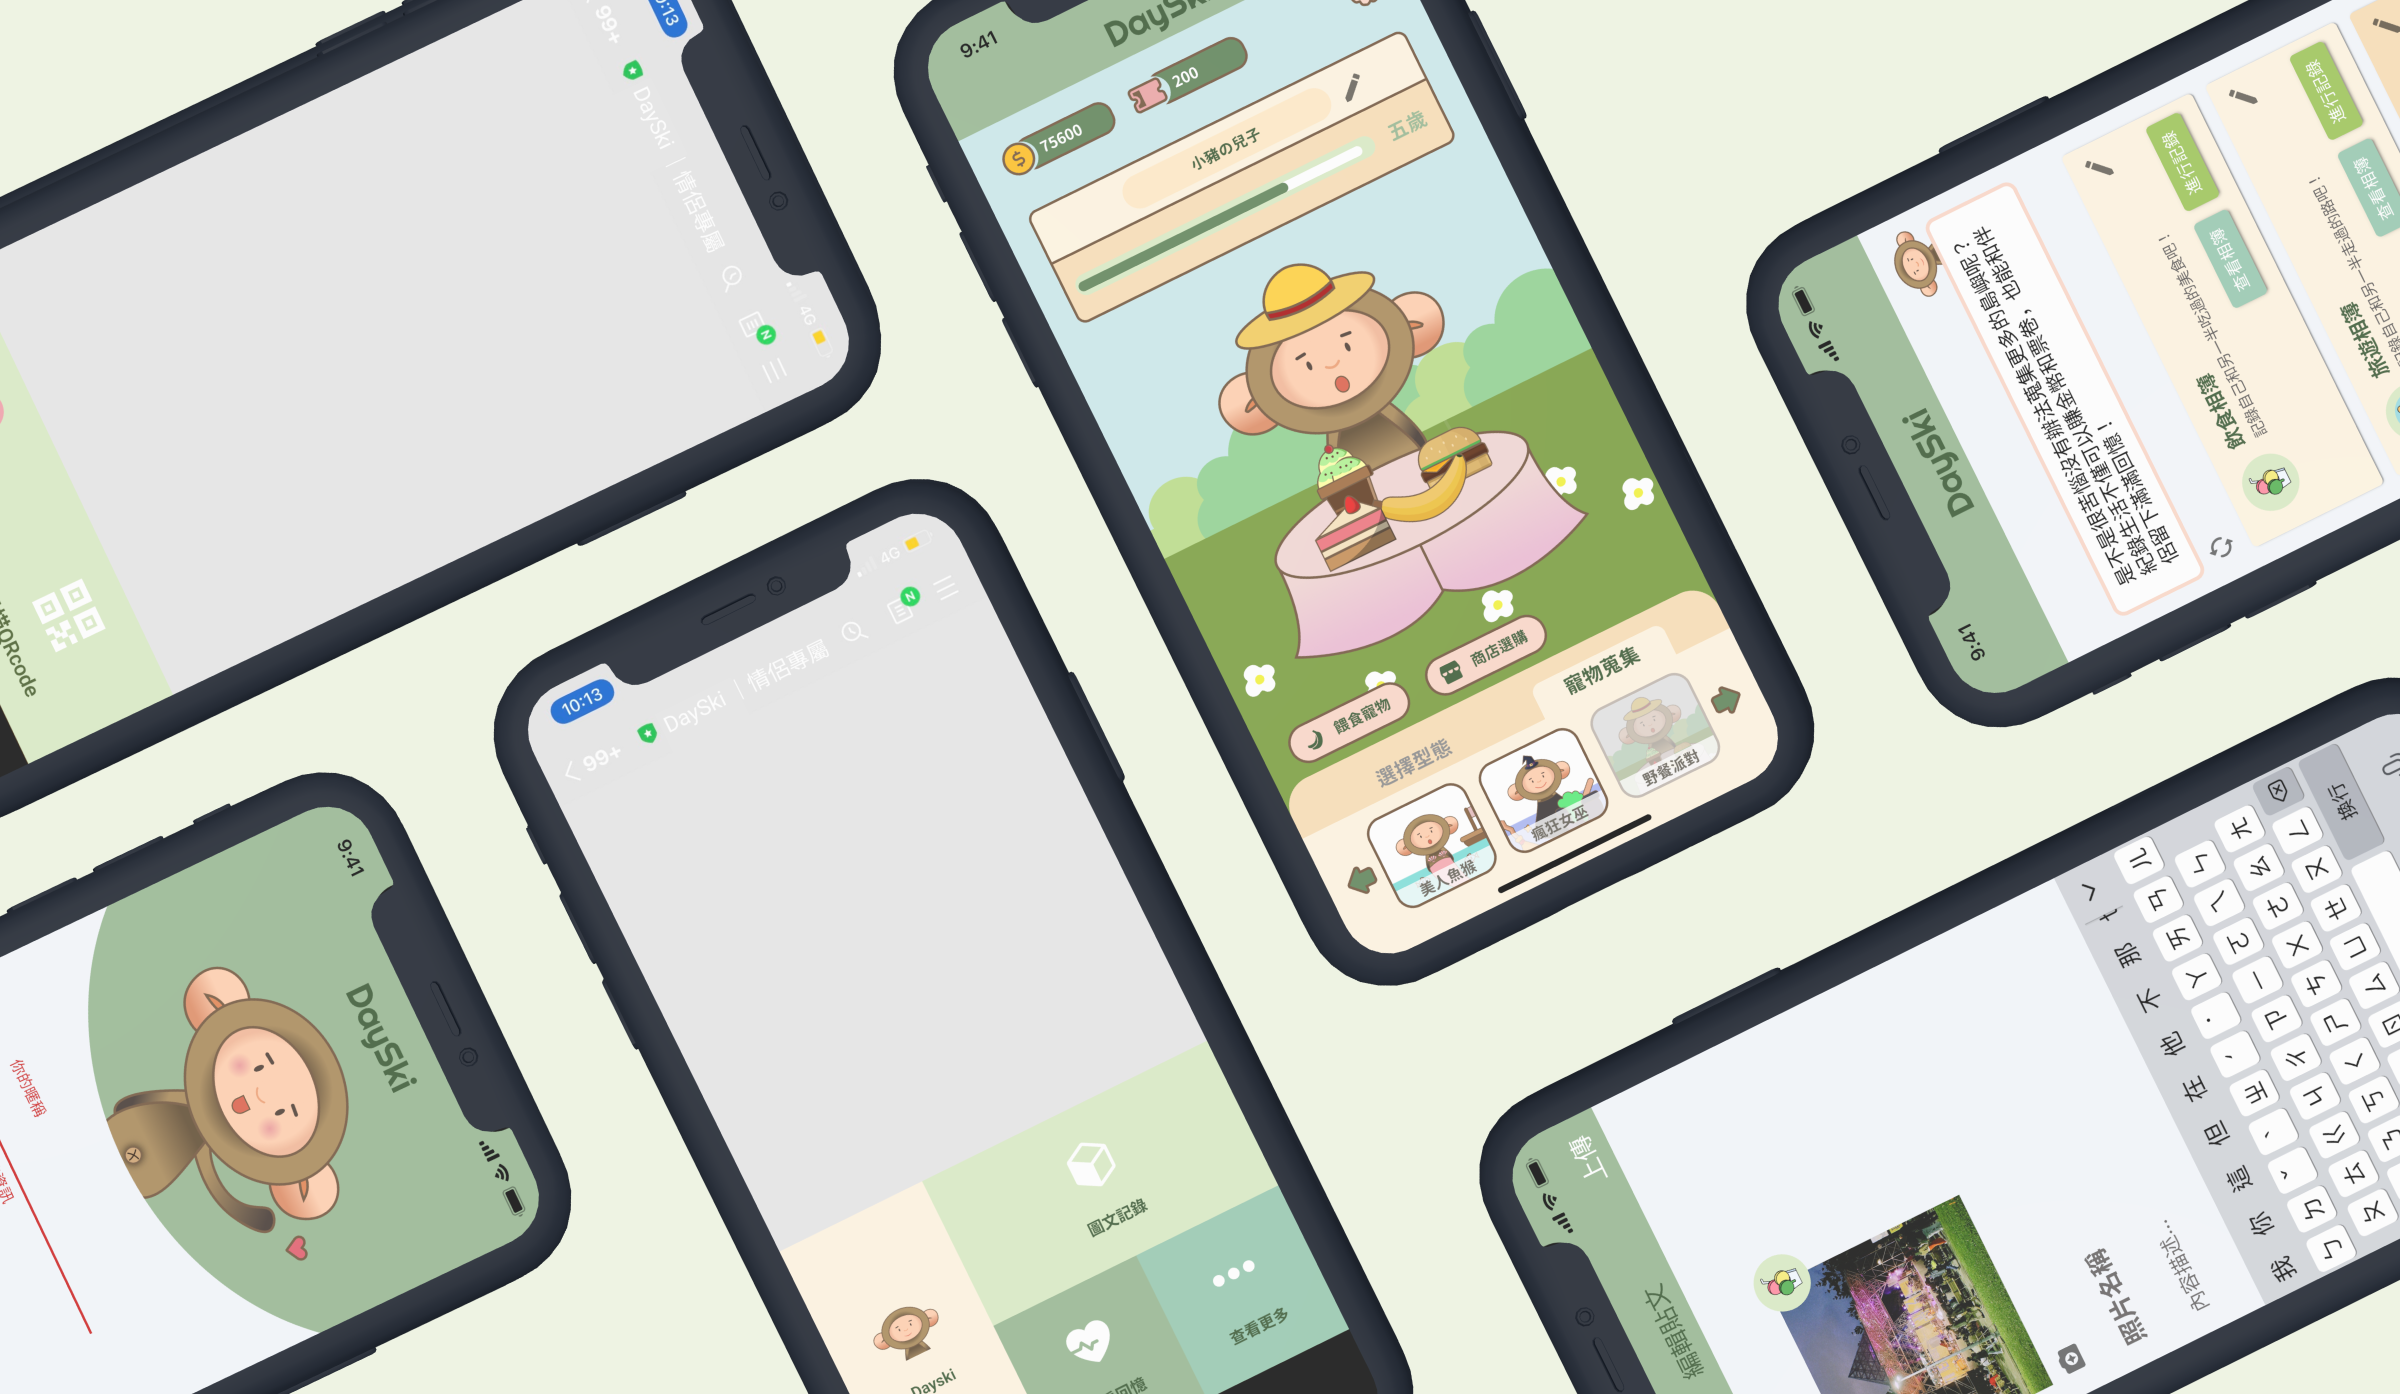 10:13
99+
DaySki｜情侶專屬
N
4G
#QRcode
9:41
DaySki
75600
200
小豬の兒子
五歲
餵食寵物
商店選購
選擇型態
寵物蒐集
美人魚猴
瘋狂女巫
野餐派對
9:41
DaySki
是不是很苦惱沒有辦法蒐集更多的島嶼呢？
紀錄生活不僅可以賺金幣和票卷，也能和伴
侶留下滿滿回憶！
飲食相簿
記錄自己和另一半吃過的美食吧！
查看相簿
進行記錄
旅遊相簿
記錄自己和另一半走過的路吧！
查看相簿
進行記錄
9:41
DaySki
你的暱稱
10:13
99+
DaySki｜情侶專屬
N
4G
圖文記錄
Dayski
回憶
查看更多
編輯貼文
上傳
照片名稱
內容描述...
我 你 這 但 在 他 不 那
ㄅ ㄉ ˇ ˋ ㄓ ˊ ˙ ㄚ ㄞ ㄢ ㄦ
ㄆ ㄊ ㄍ ㄐ ㄔ ㄗ ㄧ ㄛ ㄟ ㄣ
ㄋ ㄎ ㄑ ㄕ ㄘ ㄨ ㄜ ㄠ ㄤ
ㄖ ㄙ ㄩ ㄝ ㄡ ㄥ
換行